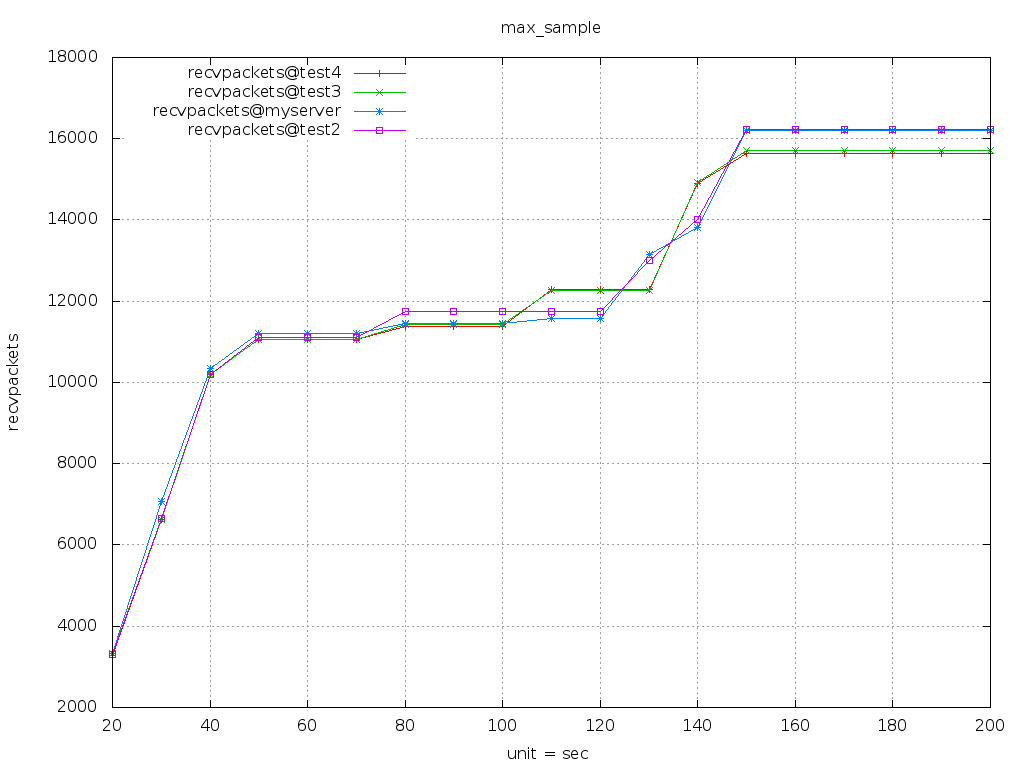 max_sample
18000
recvpackets@test4
recvpackets@test3
recvpackets@myserver
recvpackets@test2
16000
14000
12000
10000
8000
6000
4000
2000
recvpackets
20 40 60 80 100 120 140 160 180 200
unit = sec